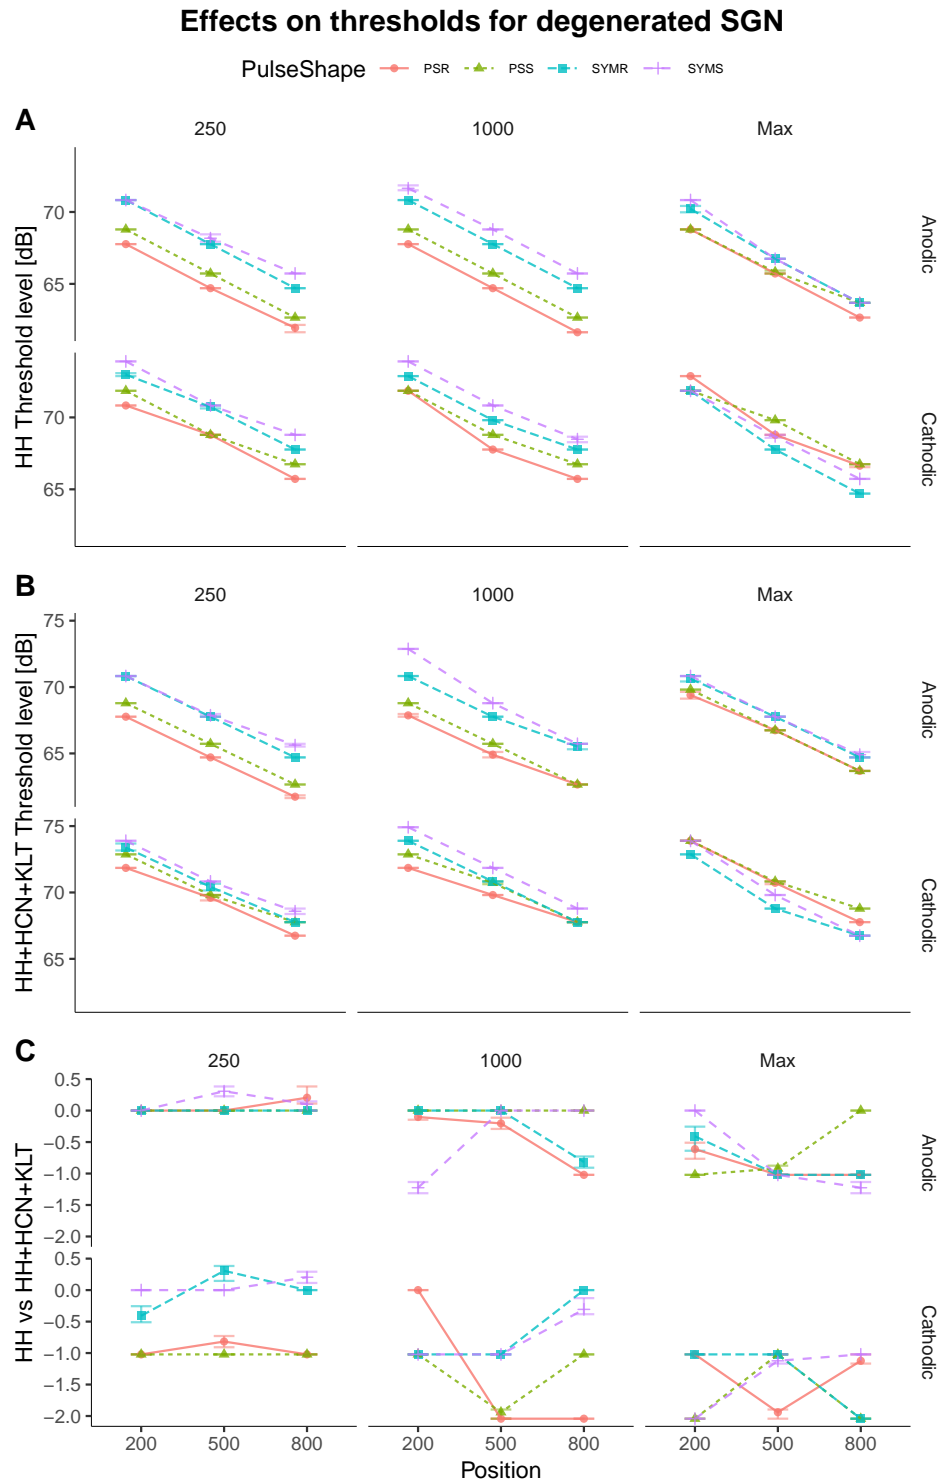 Effects on thresholds for degenerated SGN
PulseShape PSR PSS SYMR SYMS
A
250 1000 Max
HH Threshold level [dB]
70
65
Anodic
70
65
Cathodic
B
250 1000 Max
HH+HCN+KLT Threshold level [dB]
75
70
65
Anodic
75
70
65
Cathodic
C
250 1000 Max
HH vs HH+HCN+KLT
0.5
0.0
−0.5
−1.0
−1.5
−2.0
Anodic
0.5
0.0
−0.5
−1.0
−1.5
−2.0
Cathodic
200 500 800 200 500 800 200 500 800
Position